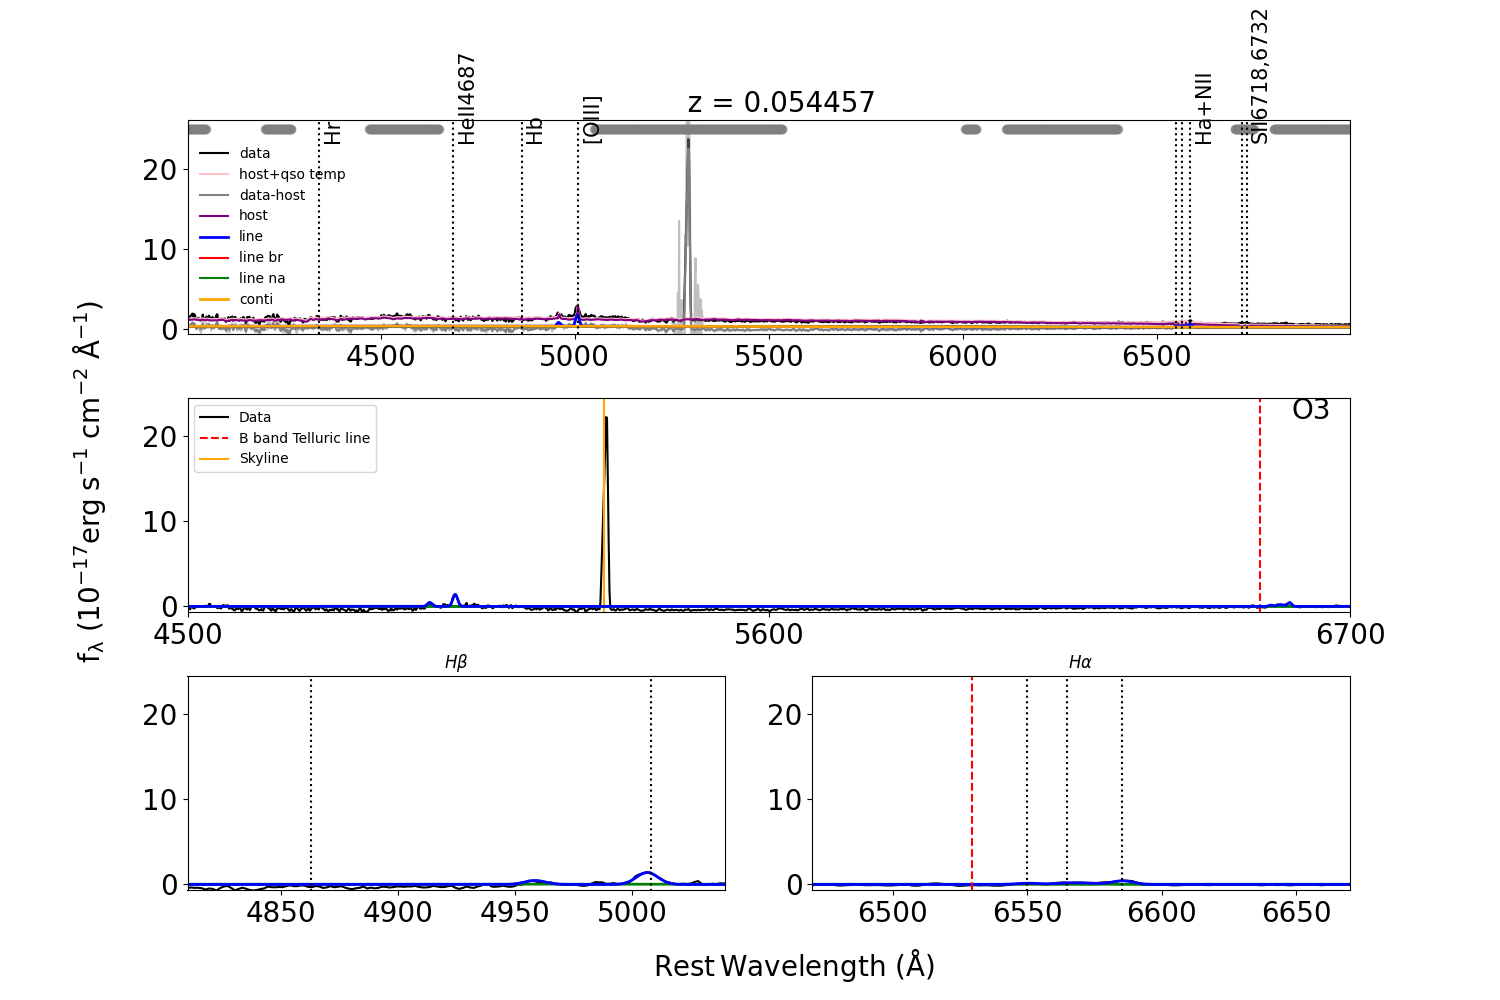 z = 0.054457
Hr
HeII4687
Hb
[OIII]
Ha+NII
SII6718,6732
data
host+qso temp
data-host
host
line
line br
line na
conti
20
10
0
4500
5000
5500
6000
6500
f_λ (10⁻¹⁷erg s⁻¹ cm⁻² Å⁻¹)
O3
Data
B band Telluric line
Skyline
20
10
0
4500
5600
6700
Hβ
20
10
0
4850
4900
4950
5000
Hα
20
10
0
6500
6550
6600
6650
Rest Wavelength (Å)